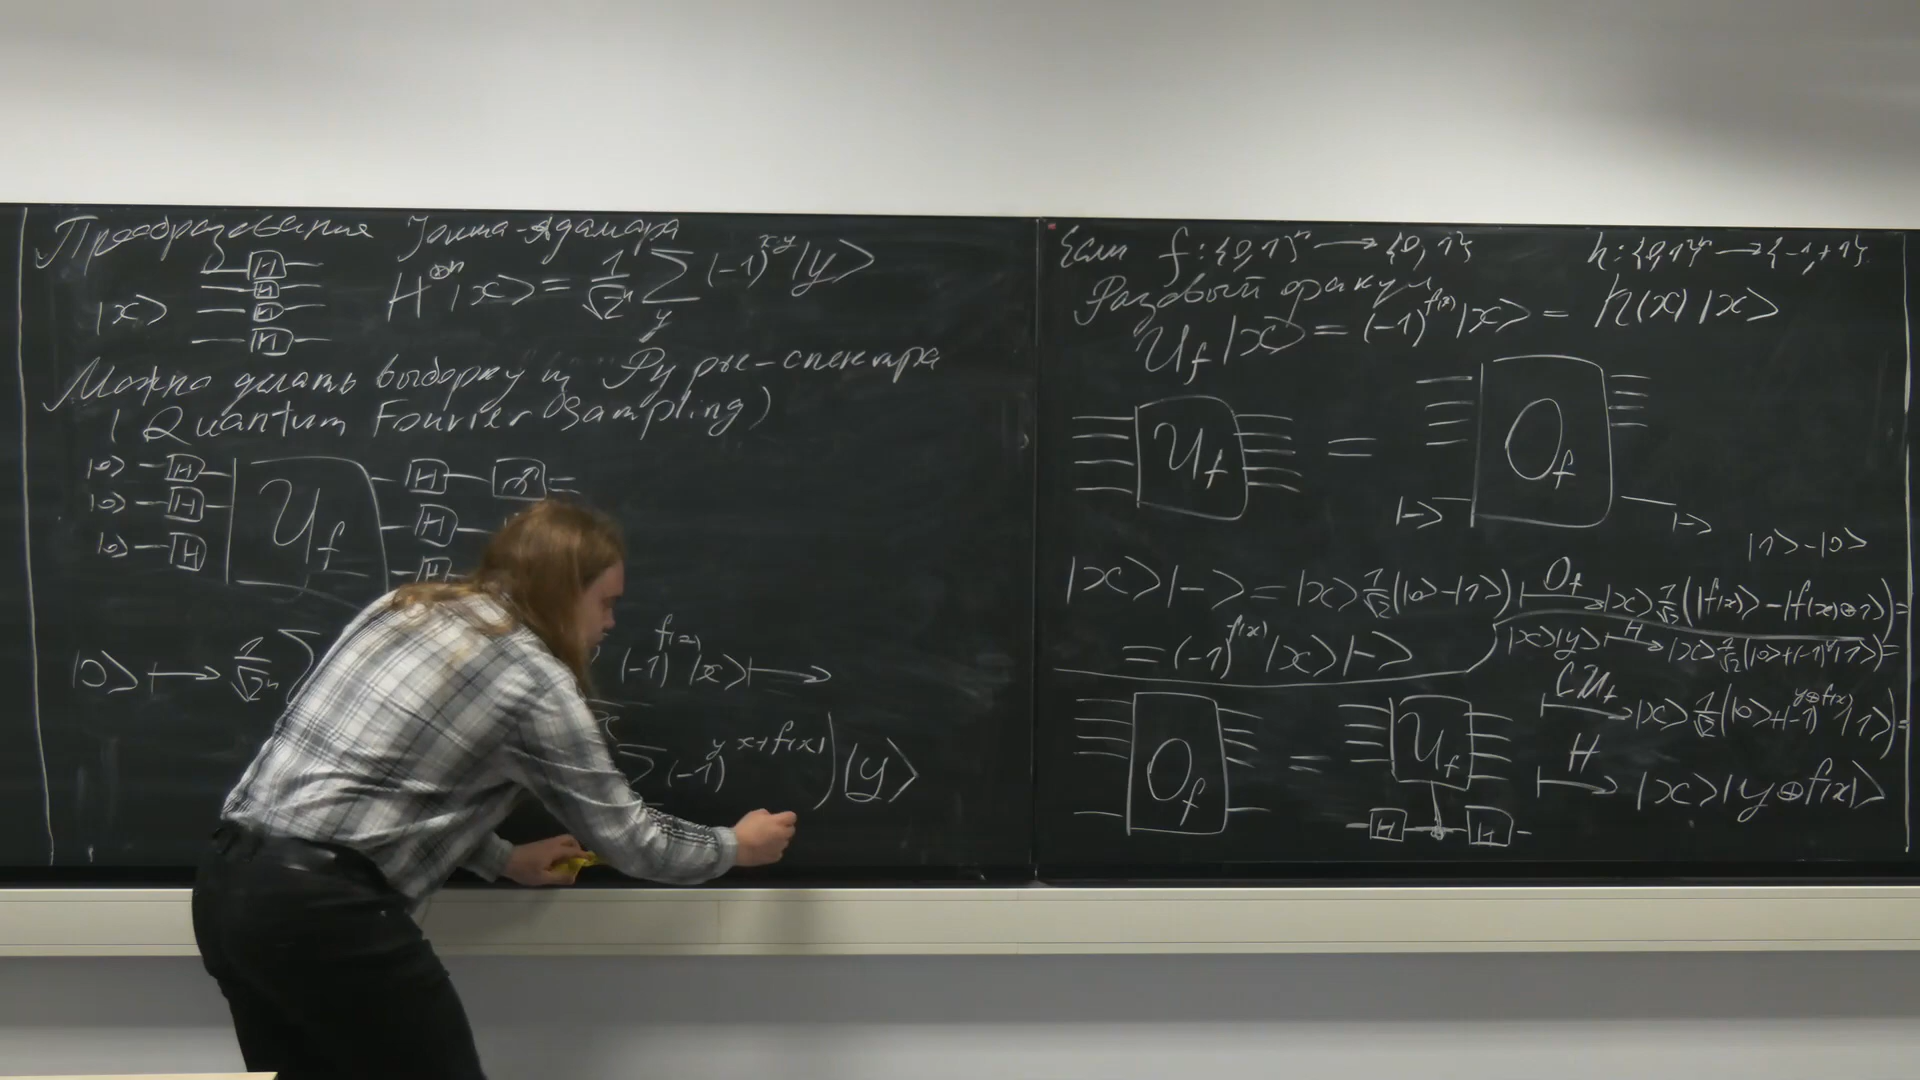 Преобразование Уолша-Адамара
|x⟩ H H H H H^{⊗n}|x⟩ = 1/√2^n ∑_y (-1)^{x·y} |y⟩
Можно делать выборку из Фурье-спектра
(Quantum Fourier Sampling)
|0⟩ H H
|0⟩ H U_f H
|0⟩ H H
|0⟩ ↦ 1/√2^n ∑ (-1)^{f(x)} |x⟩ ↦
∑ (-1)^{y x+f(x)}) |y⟩
Если f: {0,1}^n → {0,1} h: {0,1}^n → {-1,+1}
Фазовый оракул
U_f |x⟩ = (-1)^{f(x)} |x⟩ = h(x) |x⟩
U_f = O_f
|-⟩ |-⟩
|1⟩-|0⟩
|x⟩|-⟩ = |x⟩ 1/√2 (|0⟩-|1⟩) O_f ↦ |x⟩ 1/√2 (|f(x)⟩ - |f(x)⊕1⟩) =
= (-1)^{f(x)} |x⟩|-⟩
|x⟩|y⟩ H ↦ |x⟩ 1/√2 (|0⟩+(-1)^y|1⟩) =
CU_f ↦ |x⟩ 1/√2 (|0⟩+(-1)^{y⊕f(x)}|1⟩) =
H ↦ |x⟩|y⊕f(x)⟩
O_f = U_f
H H